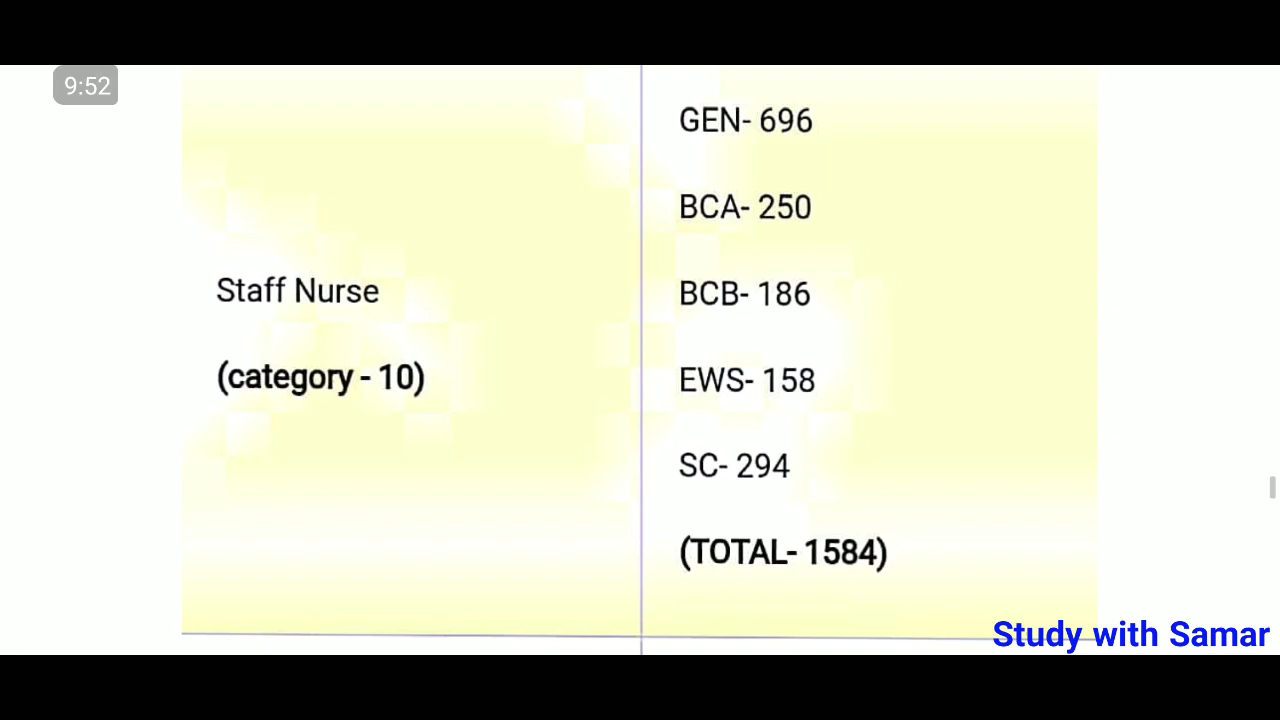 9:52
GEN- 696
BCA- 250
Staff Nurse
BCB- 186
(category - 10)
EWS- 158
SC- 294
(TOTAL- 1584)
Study with Samar